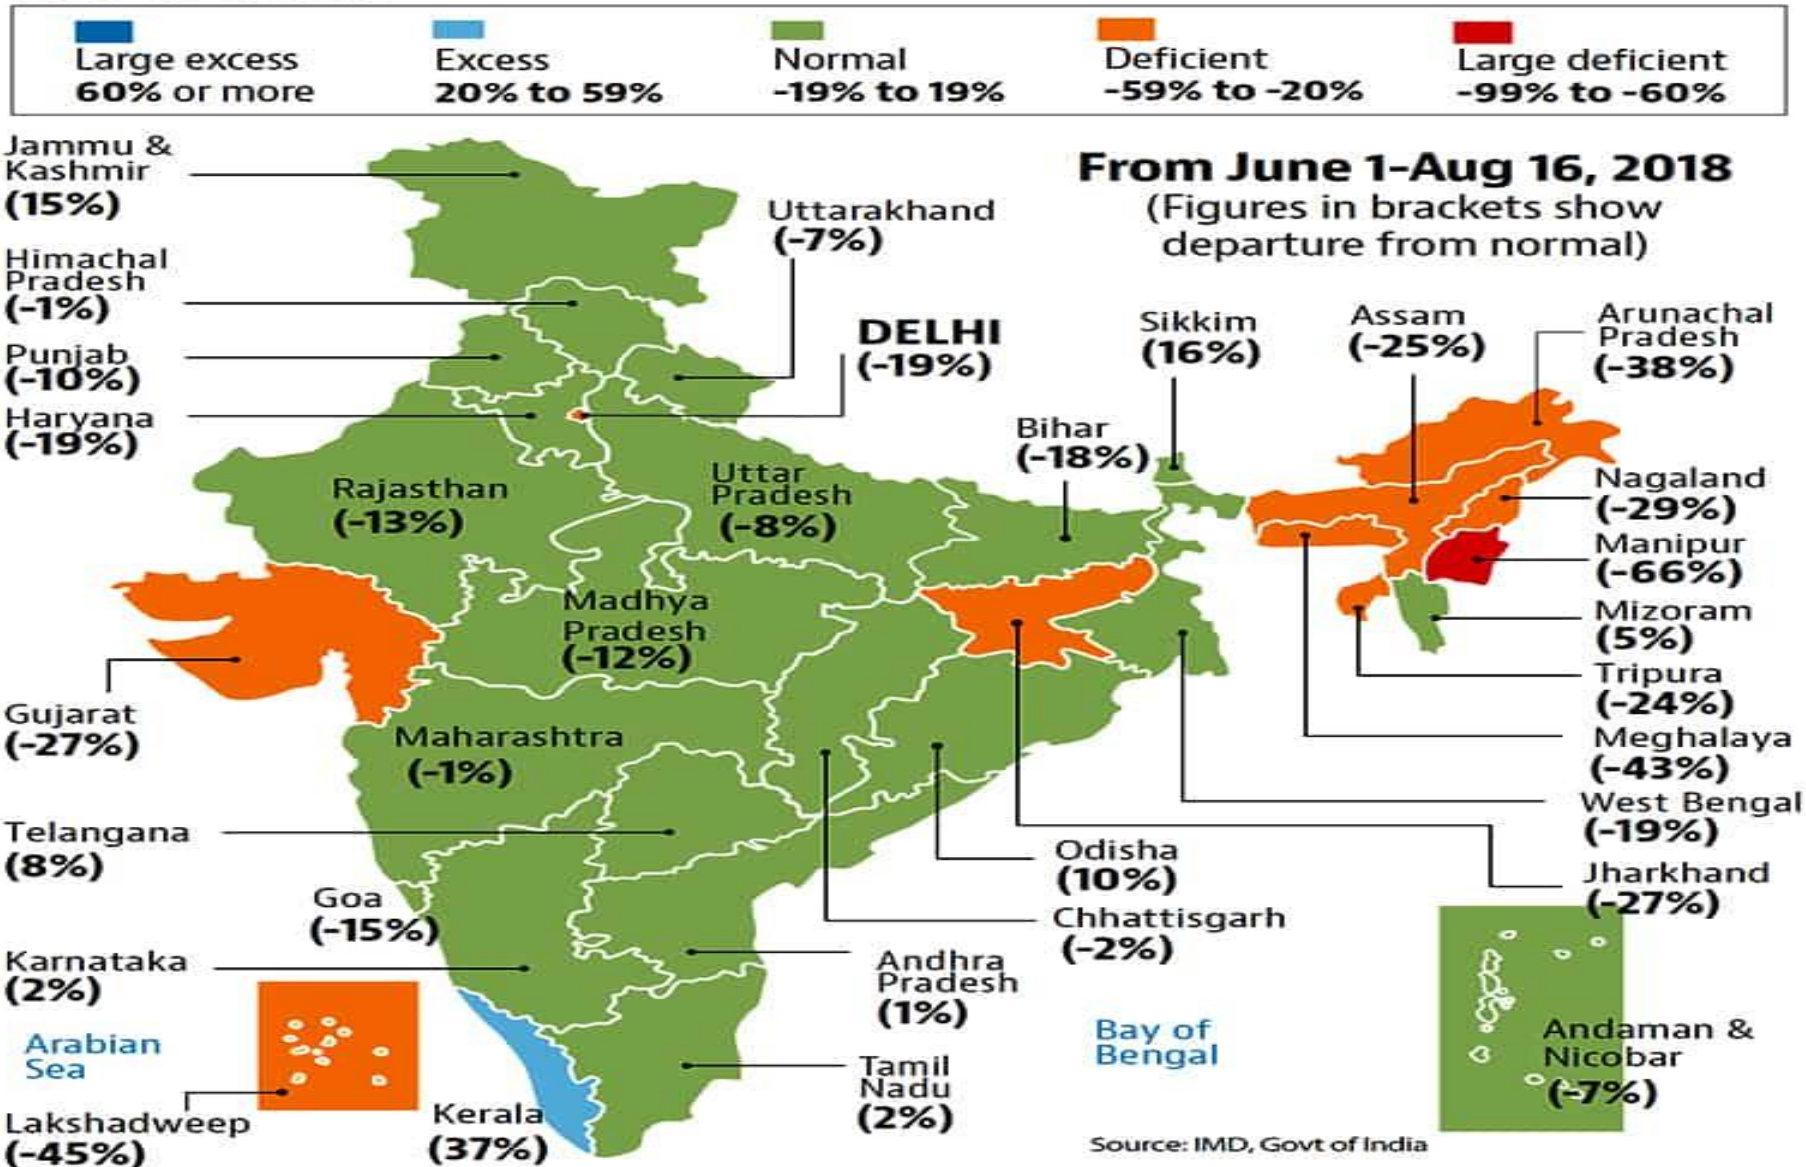 Large excess
60% or more
Excess
20% to 59%
Normal
-19% to 19%
Deficient
-59% to -20%
Large deficient
-99% to -60%
From June 1-Aug 16, 2018
(Figures in brackets show
departure from normal)
Jammu &
Kashmir
(15%)
Himachal
Pradesh
(-1%)
Punjab
(-10%)
Haryana
(-19%)
Uttarakhand
(-7%)
DELHI
(-19%)
Sikkim
(16%)
Assam
(-25%)
Arunachal
Pradesh
(-38%)
Bihar
(-18%)
Rajasthan
(-13%)
Uttar
Pradesh
(-8%)
Nagaland
(-29%)
Manipur
(-66%)
Mizoram
(5%)
Tripura
(-24%)
Meghalaya
(-43%)
West Bengal
(-19%)
Jharkhand
(-27%)
Madhya
Pradesh
(-12%)
Gujarat
(-27%)
Maharashtra
(-1%)
Telangana
(8%)
Odisha
(10%)
Chhattisgarh
(-2%)
Goa
(-15%)
Karnataka
(2%)
Andhra
Pradesh
(1%)
Arabian
Sea
Bay of
Bengal
Andaman &
Nicobar
(-7%)
Tamil
Nadu
(2%)
Lakshadweep
(-45%)
Kerala
(37%)
Source: IMD, Govt of India